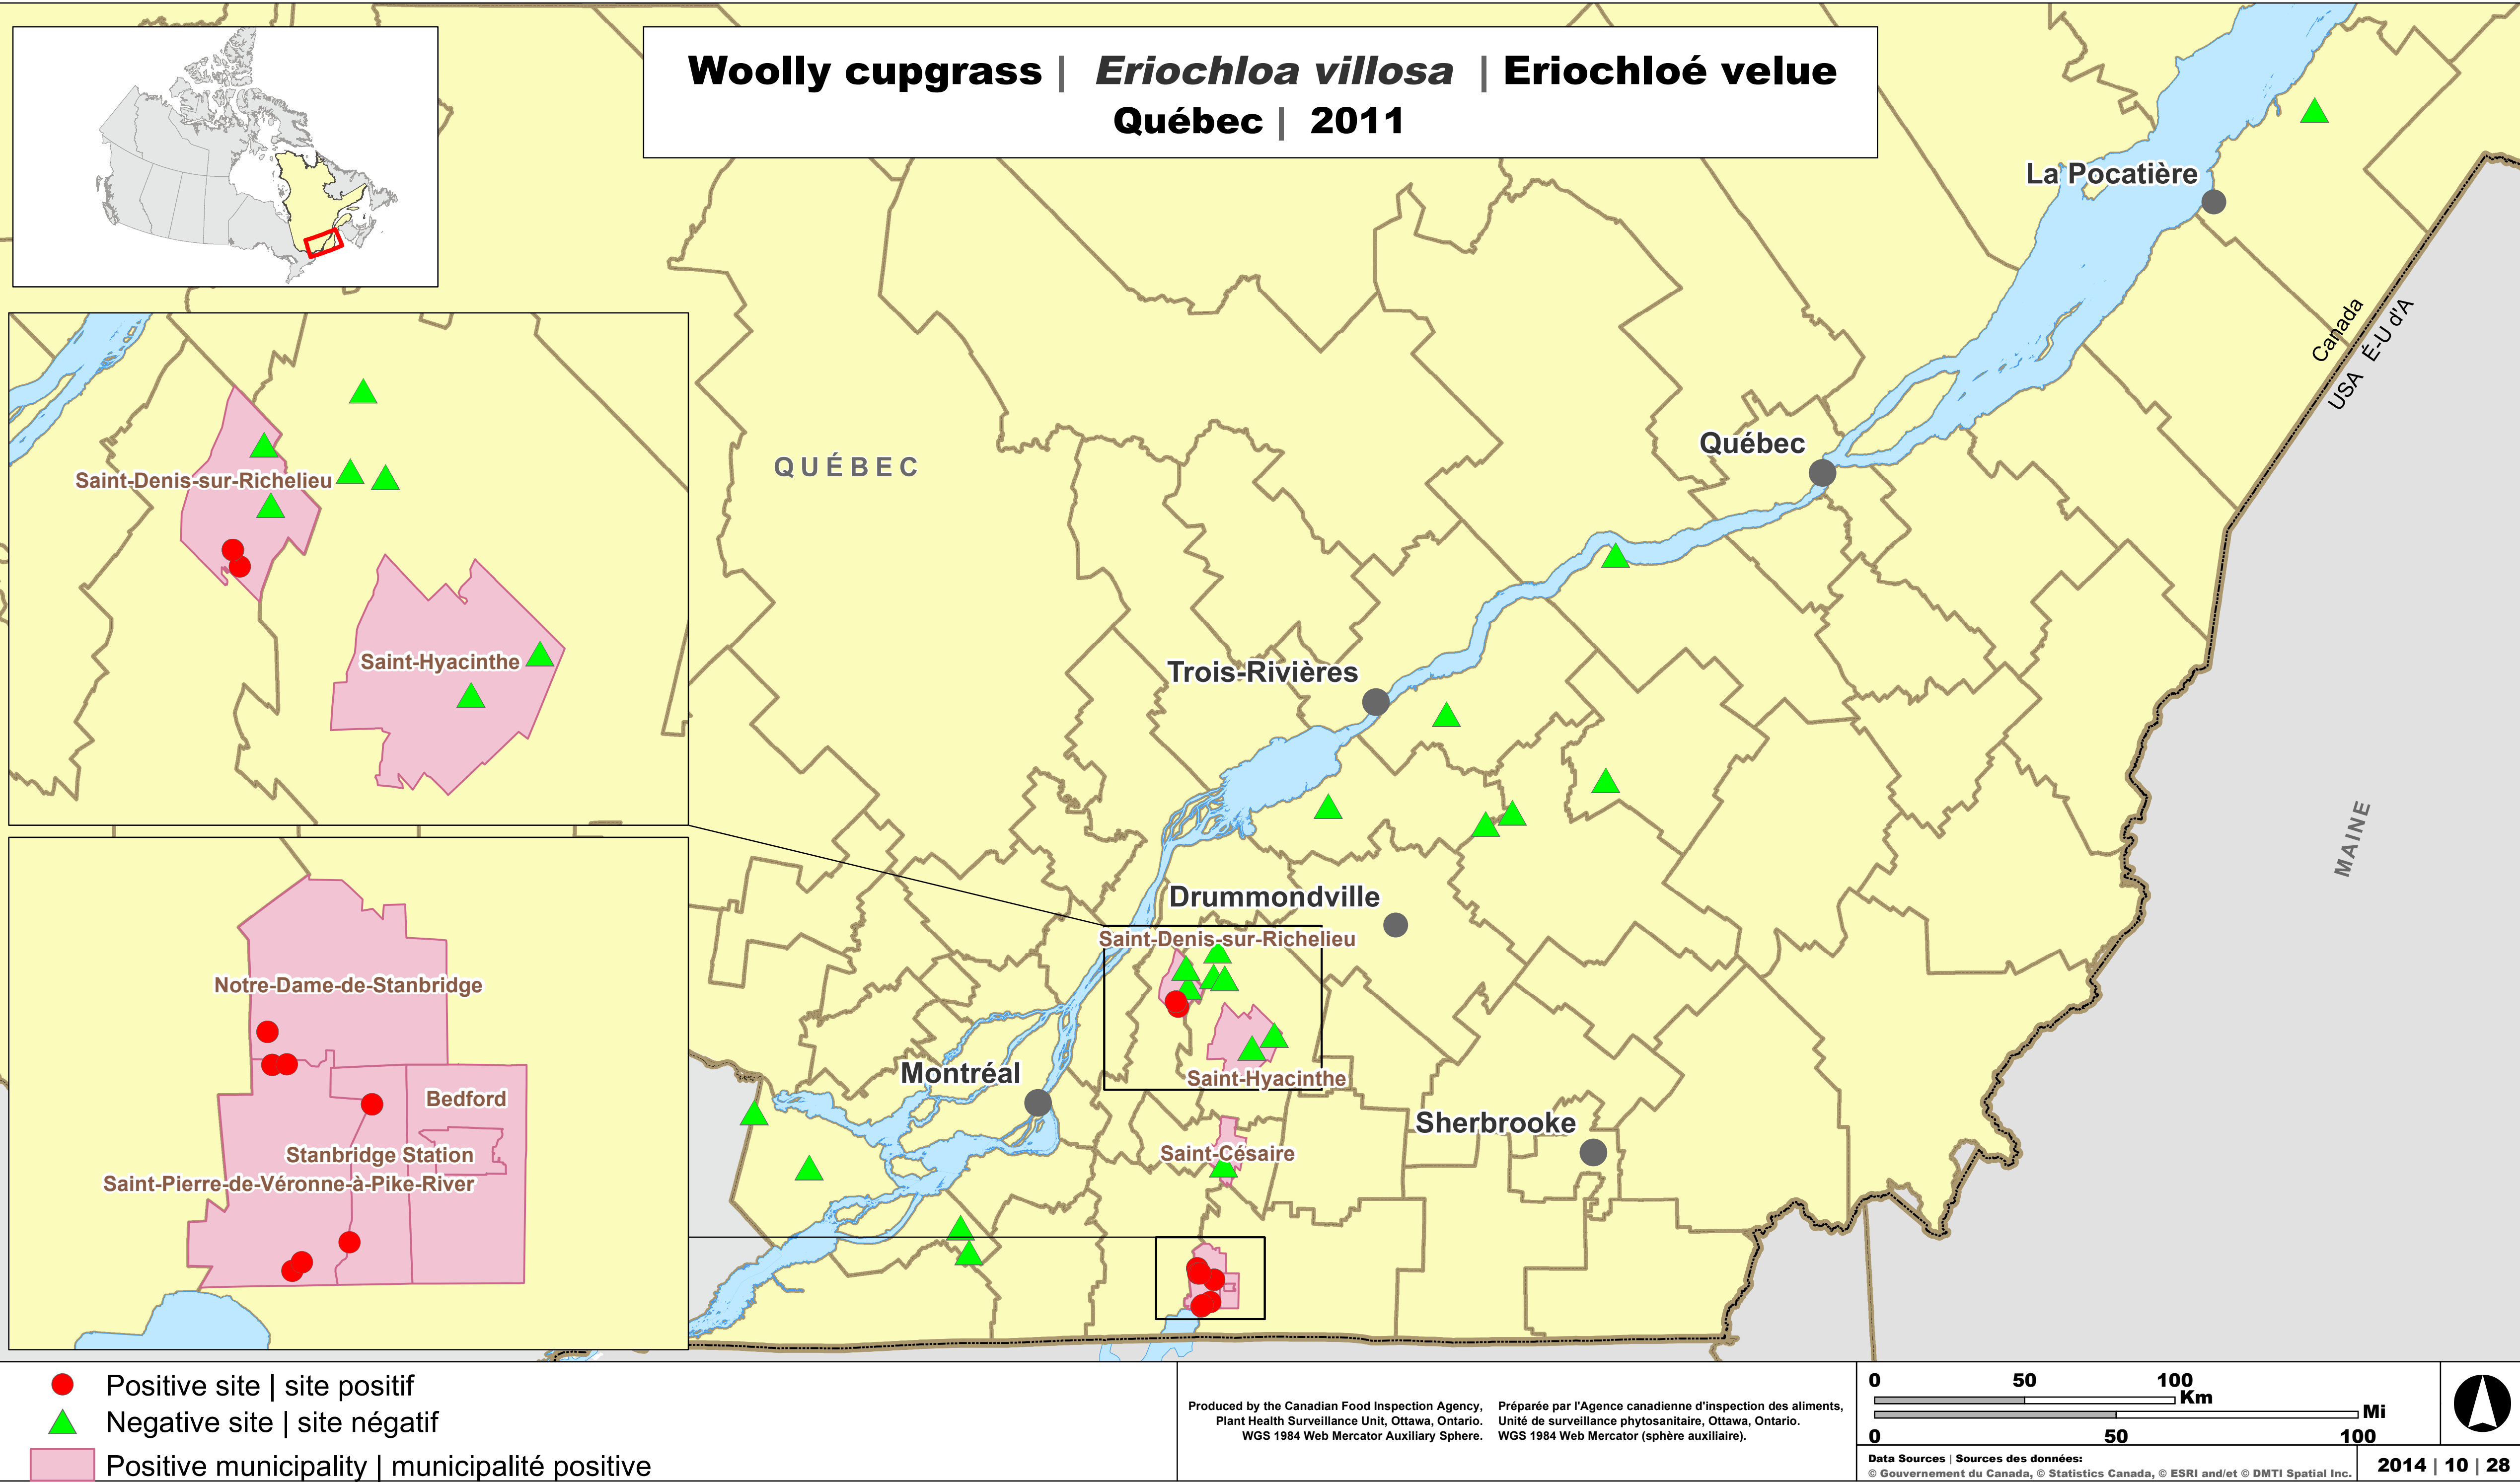 Woolly cupgrass | Eriochloa villosa | Eriochloé velue
Québec | 2011
La Pocatière
Canada
USA É-U d'A
Québec
QUÉBEC
Trois-Rivières
MAINE
Drummondville
Saint-Denis-sur-Richelieu
Saint-Hyacinthe
Montréal
Sherbrooke
Saint-Césaire
Saint-Denis-sur-Richelieu
Saint-Hyacinthe
Notre-Dame-de-Stanbridge
Bedford
Stanbridge Station
Saint-Pierre-de-Véronne-à-Pike-River
Positive site | site positif
Negative site | site négatif
Positive municipality | municipalité positive
Produced by the Canadian Food Inspection Agency,
Plant Health Surveillance Unit, Ottawa, Ontario.
WGS 1984 Web Mercator Auxiliary Sphere.
Préparée par l'Agence canadienne d'inspection des aliments,
Unité de surveillance phytosanitaire, Ottawa, Ontario.
WGS 1984 Web Mercator (sphère auxiliaire).
0 50 100
Km
Mi
0 50 100
Data Sources | Sources des données:
© Gouvernement du Canada, © Statistics Canada, © ESRI and/et © DMTI Spatial Inc.
2014 | 10 | 28